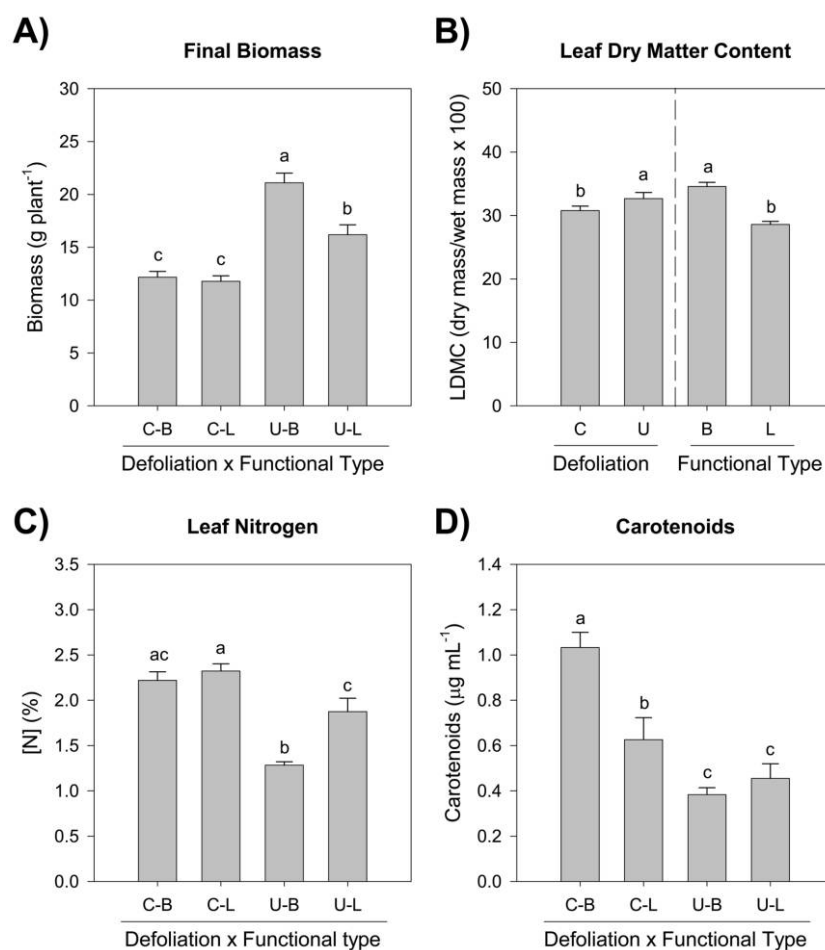 A)
Final Biomass
Biomass (g plant⁻¹)
30
25
20
15
10
5
0
c
c
a
b
C-B C-L U-B U-L
Defoliation x Functional Type
B)
Leaf Dry Matter Content
LDMC (dry mass/wet mass x 100)
50
40
30
20
10
0
b
a
a
b
C U B L
Defoliation Functional Type
C)
Leaf Nitrogen
[N] (%)
3.5
3.0
2.5
2.0
1.5
1.0
0.5
0.0
ac
a
b
c
C-B C-L U-B U-L
Defoliation x Functional type
D)
Carotenoids
Carotenoids (μg mL⁻¹)
1.4
1.2
1.0
0.8
0.6
0.4
0.2
0.0
a
b
c
c
C-B C-L U-B U-L
Defoliation x Functional Type